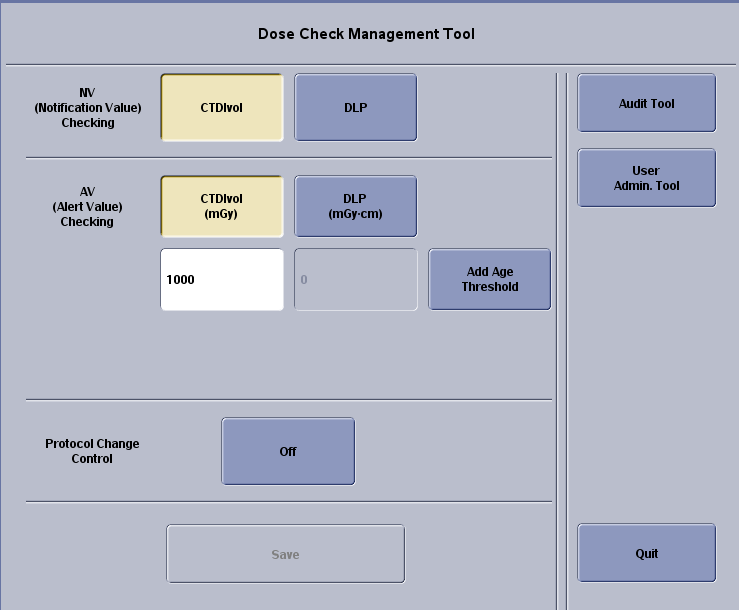 Dose Check Management Tool
NV
(Notification Value)
Checking
CTDIvol
DLP
Audit Tool
User
Admin. Tool
AV
(Alert Value)
Checking
CTDIvol
(mGy)
DLP
(mGy·cm)
1000
0
Add Age
Threshold
Protocol Change
Control
Off
Save
Quit